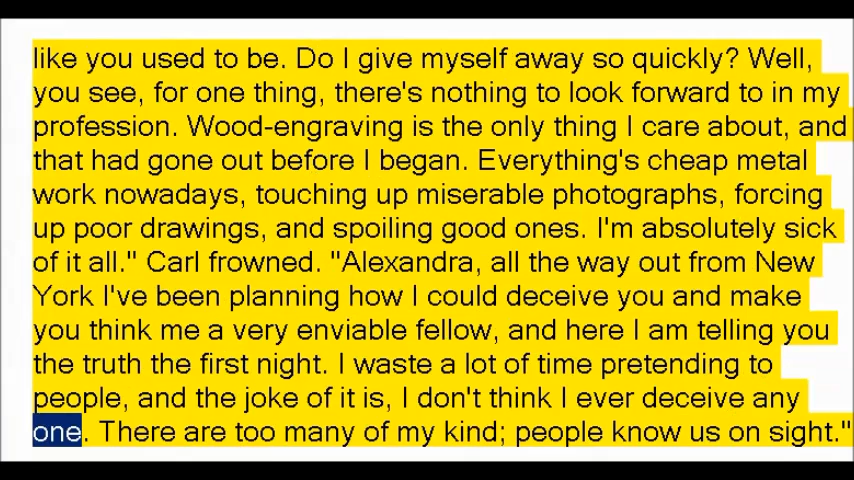 like you used to be. Do I give myself away so quickly? Well,
you see, for one thing, there's nothing to look forward to in my
profession. Wood-engraving is the only thing I care about, and
that had gone out before I began. Everything's cheap metal
work nowadays, touching up miserable photographs, forcing
up poor drawings, and spoiling good ones. I'm absolutely sick
of it all." Carl frowned. "Alexandra, all the way out from New
York I've been planning how I could deceive you and make
you think me a very enviable fellow, and here I am telling you
the truth the first night. I waste a lot of time pretending to
people, and the joke of it is, I don't think I ever deceive any
one. There are too many of my kind; people know us on sight."